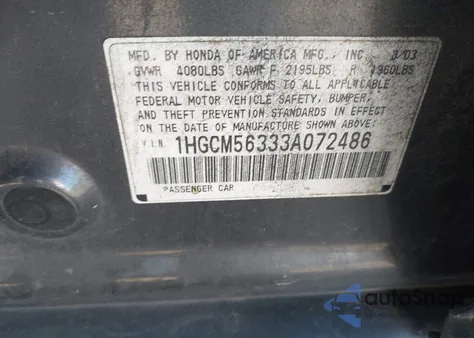 MFD. BY HONDA OF AMERICA MFG., INC. 3/03
GVWR 4080LBS GAWR F 2195LBS R 1960LBS
THIS VEHICLE CONFORMS TO ALL APPLICABLE
FEDERAL MOTOR VEHICLE SAFETY, BUMPER,
AND THEFT PREVENTION STANDARDS IN EFFECT
ON THE DATE OF MANUFACTURE SHOWN ABOVE.
V.I.N. 1HGCM56333A072486
PASSENGER CAR
autoSnap